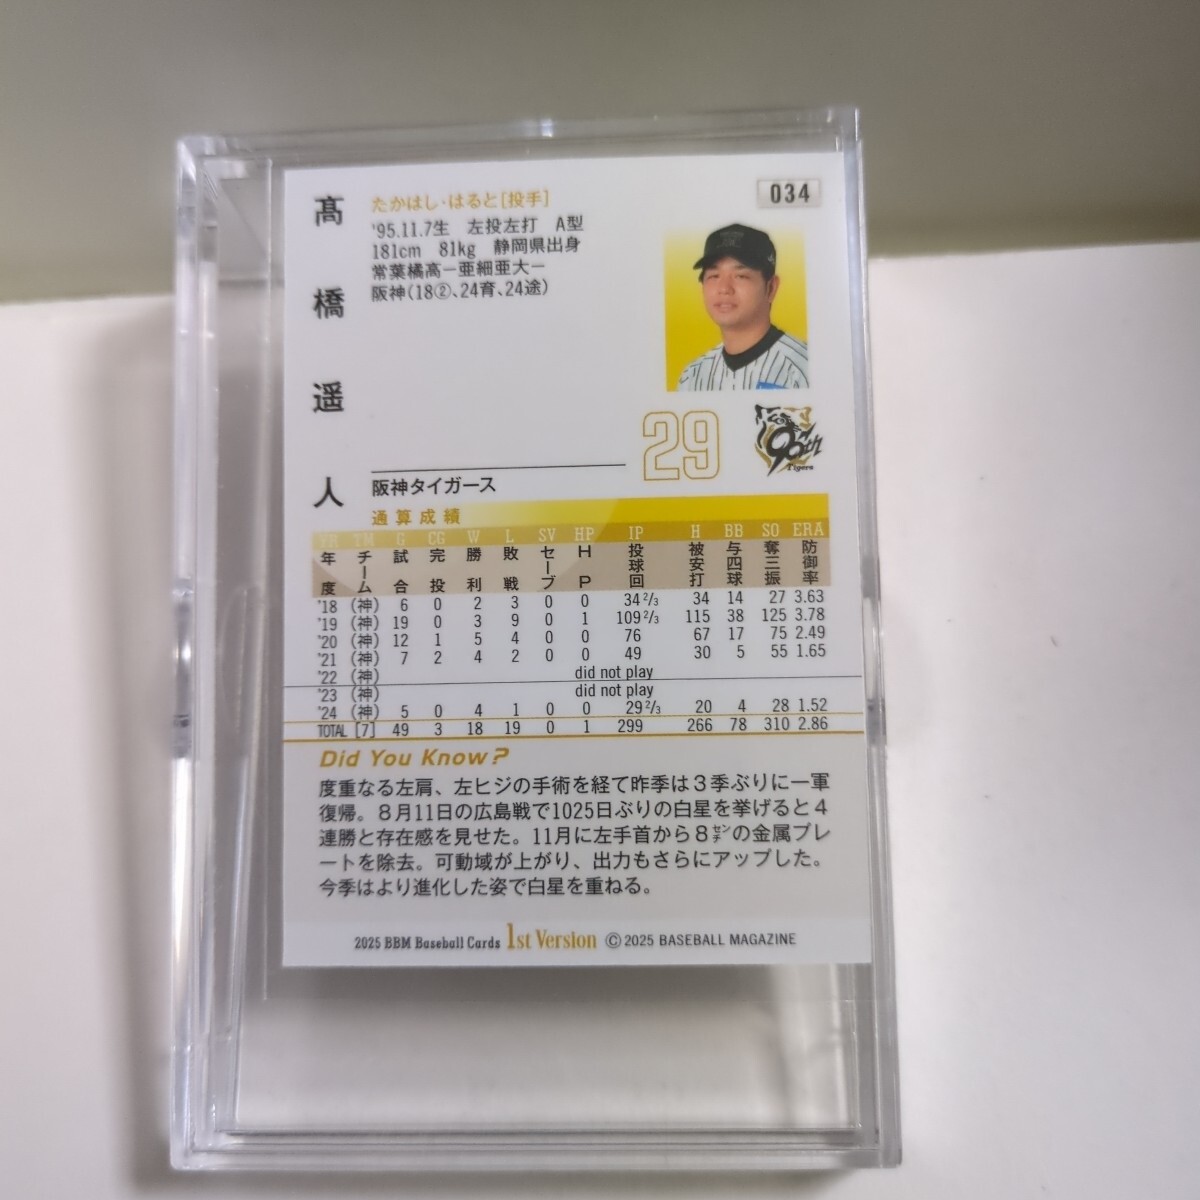 034
髙橋遥人
たかはし・はると［投手］
'95.11.7生　左投左打　A型
181cm　81kg　静岡県出身
常葉橘高－亜細亜大－
阪神(18②、24育、24途)
29
90th
Tigers
阪神タイガース
通算成績
YR TM G CG W L SV HP IP H BB SO ERA
年度 チーム 試合 完投 勝利 敗戦 セーブ HP 投球回 被安打 与四球 奪三振 防御率
'18 (神) 6 0 2 3 0 0 34 2/3 34 14 27 3.63
'19 (神) 19 0 3 9 0 1 109 2/3 115 38 125 3.78
'20 (神) 12 1 5 4 0 0 76 67 17 75 2.49
'21 (神) 7 2 4 2 0 0 49 30 5 55 1.65
'22 (神) did not play
'23 (神) did not play
'24 (神) 5 0 4 1 0 0 29 2/3 20 4 28 1.52
TOTAL [7] 49 3 18 19 0 1 299 266 78 310 2.86
Did You Know?
度重なる左肩、左ヒジの手術を経て昨季は３季ぶりに一軍
復帰。８月11日の広島戦で1025日ぶりの白星を挙げると４
連勝と存在感を見せた。11月に左手首から８㌢の金属プレ
ートを除去。可動域が上がり、出力もさらにアップした。
今季はより進化した姿で白星を重ねる。
2025 BBM Baseball Cards 1st Version © 2025 BASEBALL MAGAZINE